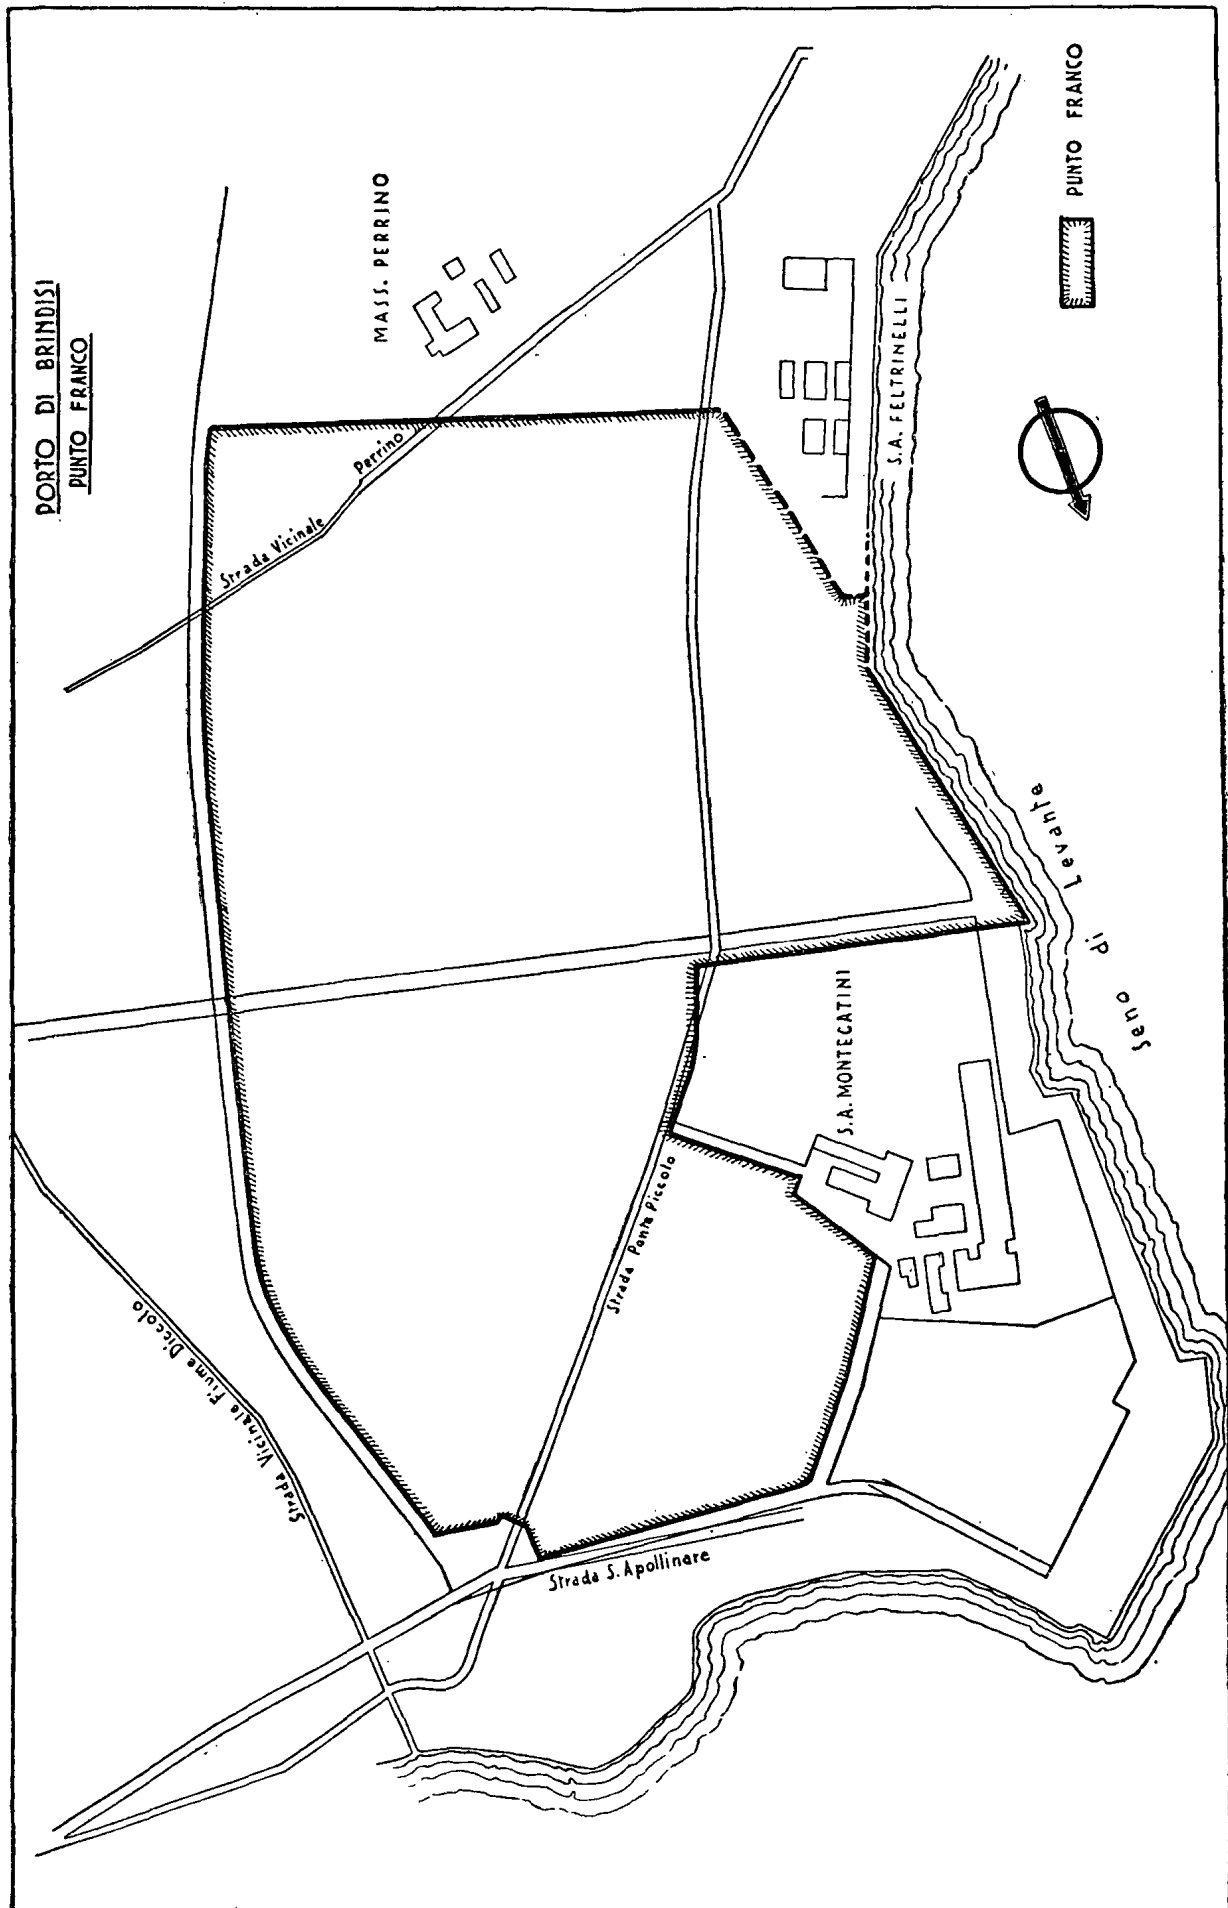 PORTO DI BRINDISI
PUNTO FRANCO
MASS. PERRINO
PUNTO FRANCO
S.A. FELTRINELLI
Strada Vicinale Perrino
Seno di Levante
S.A. MONTECATINI
Strada Ponte Piccolo
Strada Vicinale Fiume Piccolo
Strada S. Apollinare